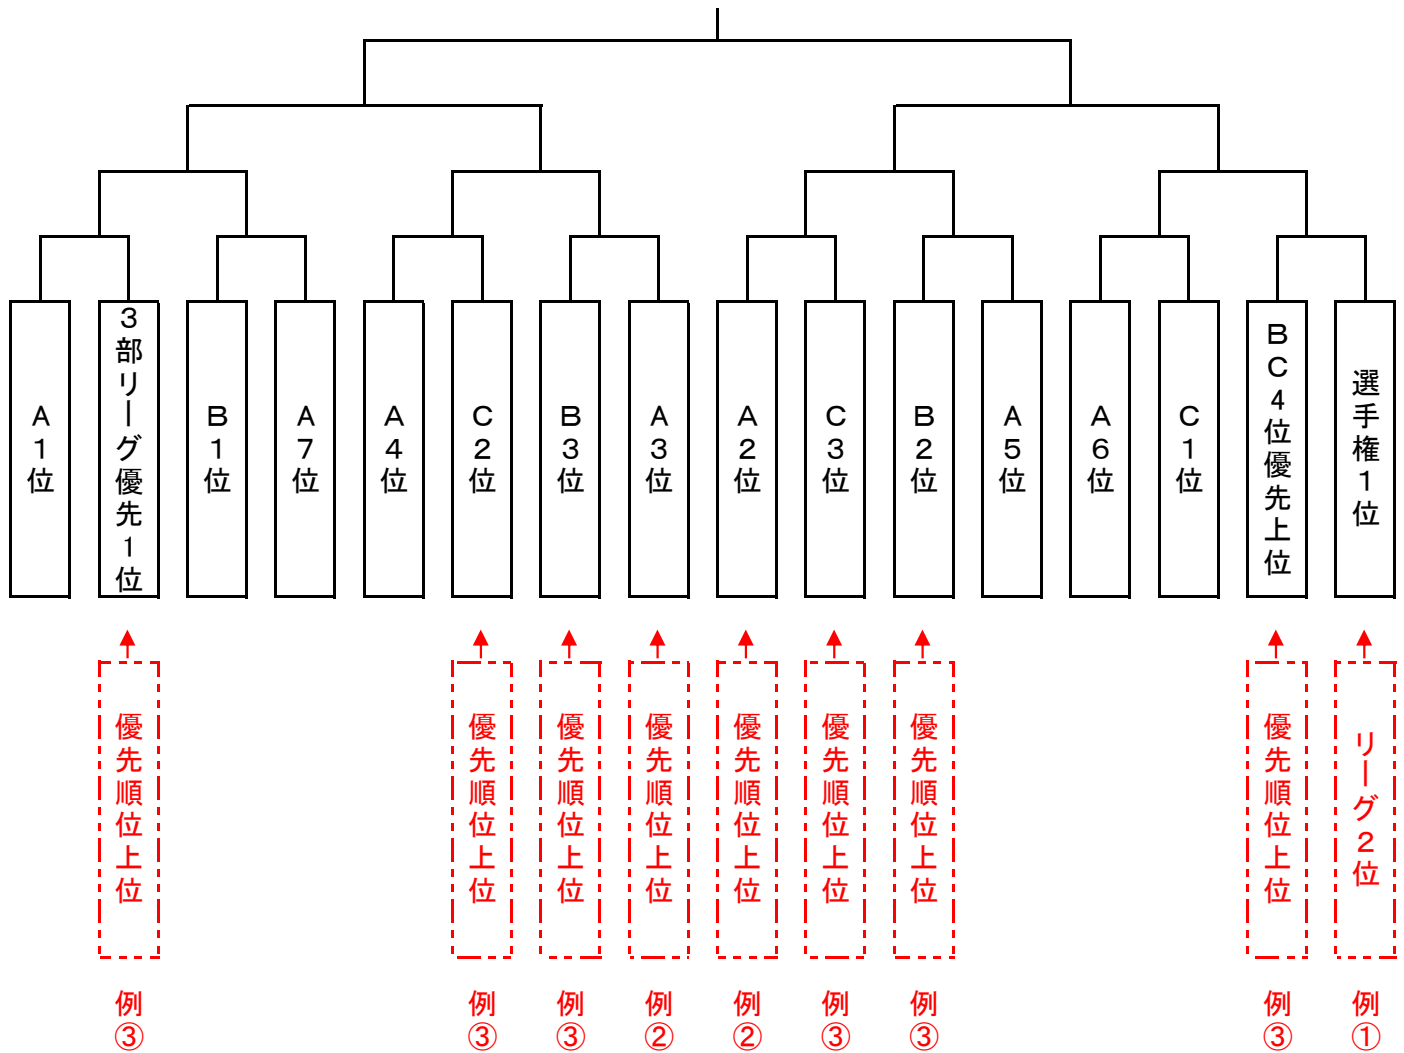 A1位
3部リーグ優先1位
B1位
A7位
A4位
C2位
B3位
A3位
A2位
C3位
B2位
A5位
A6位
C1位
BC4位優先上位
選手権1位
優先順位上位
優先順位上位
優先順位上位
優先順位上位
優先順位上位
優先順位上位
優先順位上位
優先順位上位
リーグ2位
例③
例③
例③
例②
例②
例③
例③
例③
例①